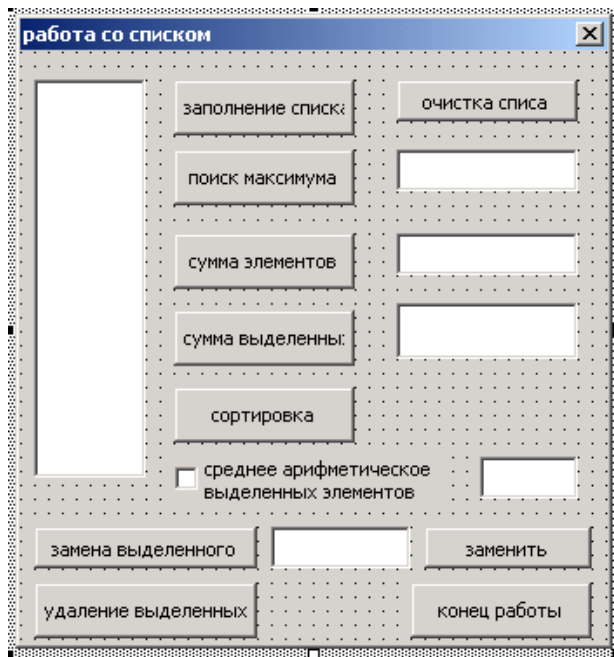 работа со списком
заполнение списка
очистка списа
поиск максимума
сумма элементов
сумма выделенны
сортировка
среднее арифметическое
выделенных элементов
замена выделенного
заменить
удаление выделенных
конец работы